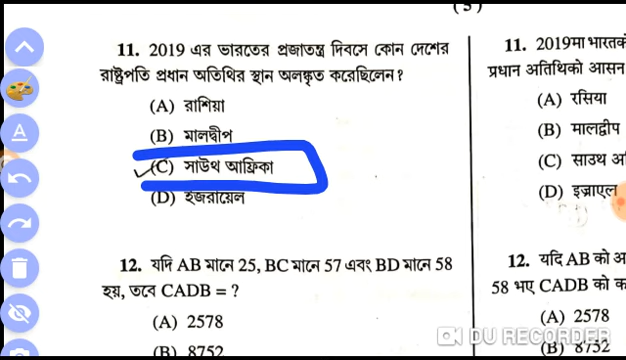 ( 5 )
11. 2019 এর ভারতের প্রজাতন্ত্র দিবসে কোন দেশের
রাষ্ট্রপতি প্রধান অতিথির স্থান অলঙ্কৃত করেছিলেন ?
(A) রাশিয়া
(B) মালদ্বীপ
(C) সাউথ আফ্রিকা
(D) ইজরায়েল
12. যদি AB মানে 25, BC মানে 57 এবং BD মানে 58
হয়, তবে CADB = ?
(A) 2578
(B) 8752
11. 2019मा भारतक
प्रधान अतिथिको आसन
(A) रसिया
(B) मालद्वीप
(C) साउथ अ
(D) इज्राएल
12. यदि AB को अ
58 भए CADB को क
(A) 2578
(B) 8752
A
DU RECORDER